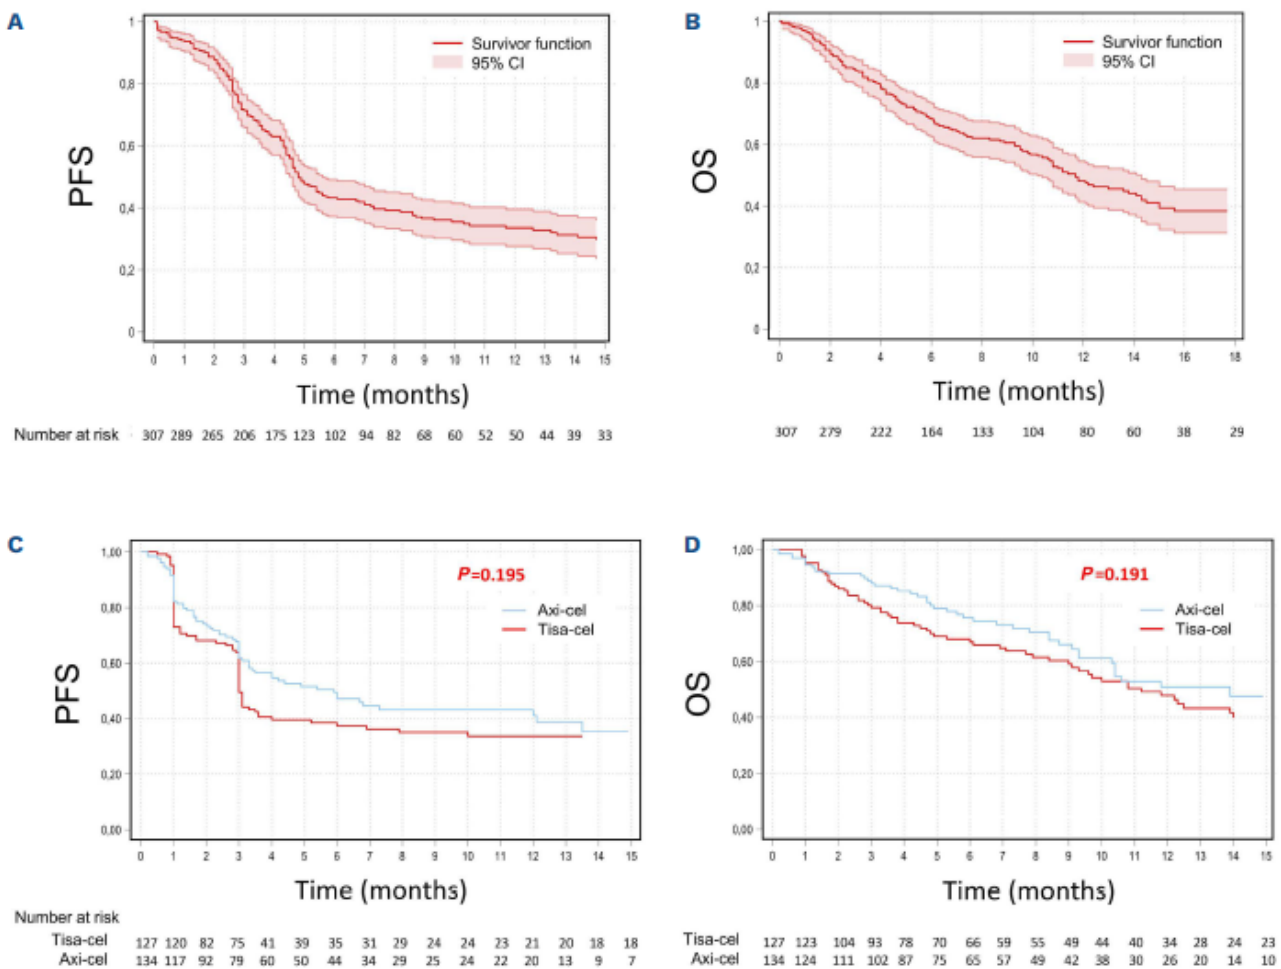 A
PFS
1
0,8
0,6
0,4
0,2
0
Survivor function
95% CI
0 1 2 3 4 5 6 7 8 9 10 11 12 13 14 15
Time (months)
Number at risk 307 289 265 206 175 123 102 94 82 68 60 52 50 44 39 33
B
OS
1
0,8
0,6
0,4
0,2
0
Survivor function
95% CI
0 2 4 6 8 10 12 14 16 18
Time (months)
307 279 222 164 133 104 80 60 38 29
C
PFS
1,00
0,80
0,60
0,40
0,20
0,00
P=0.195
Axi-cel
Tisa-cel
0 1 2 3 4 5 6 7 8 9 10 11 12 13 14 15
Time (months)
Number at risk
Tisa-cel 127 120 82 75 41 39 35 31 29 24 24 23 21 20 18 18
Axi-cel 134 117 92 79 60 50 44 34 29 25 24 22 20 13 9 7
D
OS
1,00
0,80
0,60
0,40
0,20
0,00
P=0.191
Axi-cel
Tisa-cel
0 1 2 3 4 5 6 7 8 9 10 11 12 13 14 15
Time (months)
Tisa-cel 127 123 104 93 78 70 66 59 55 49 44 40 34 28 24 23
Axi-cel 134 124 111 102 87 75 65 57 49 42 38 30 26 20 14 10